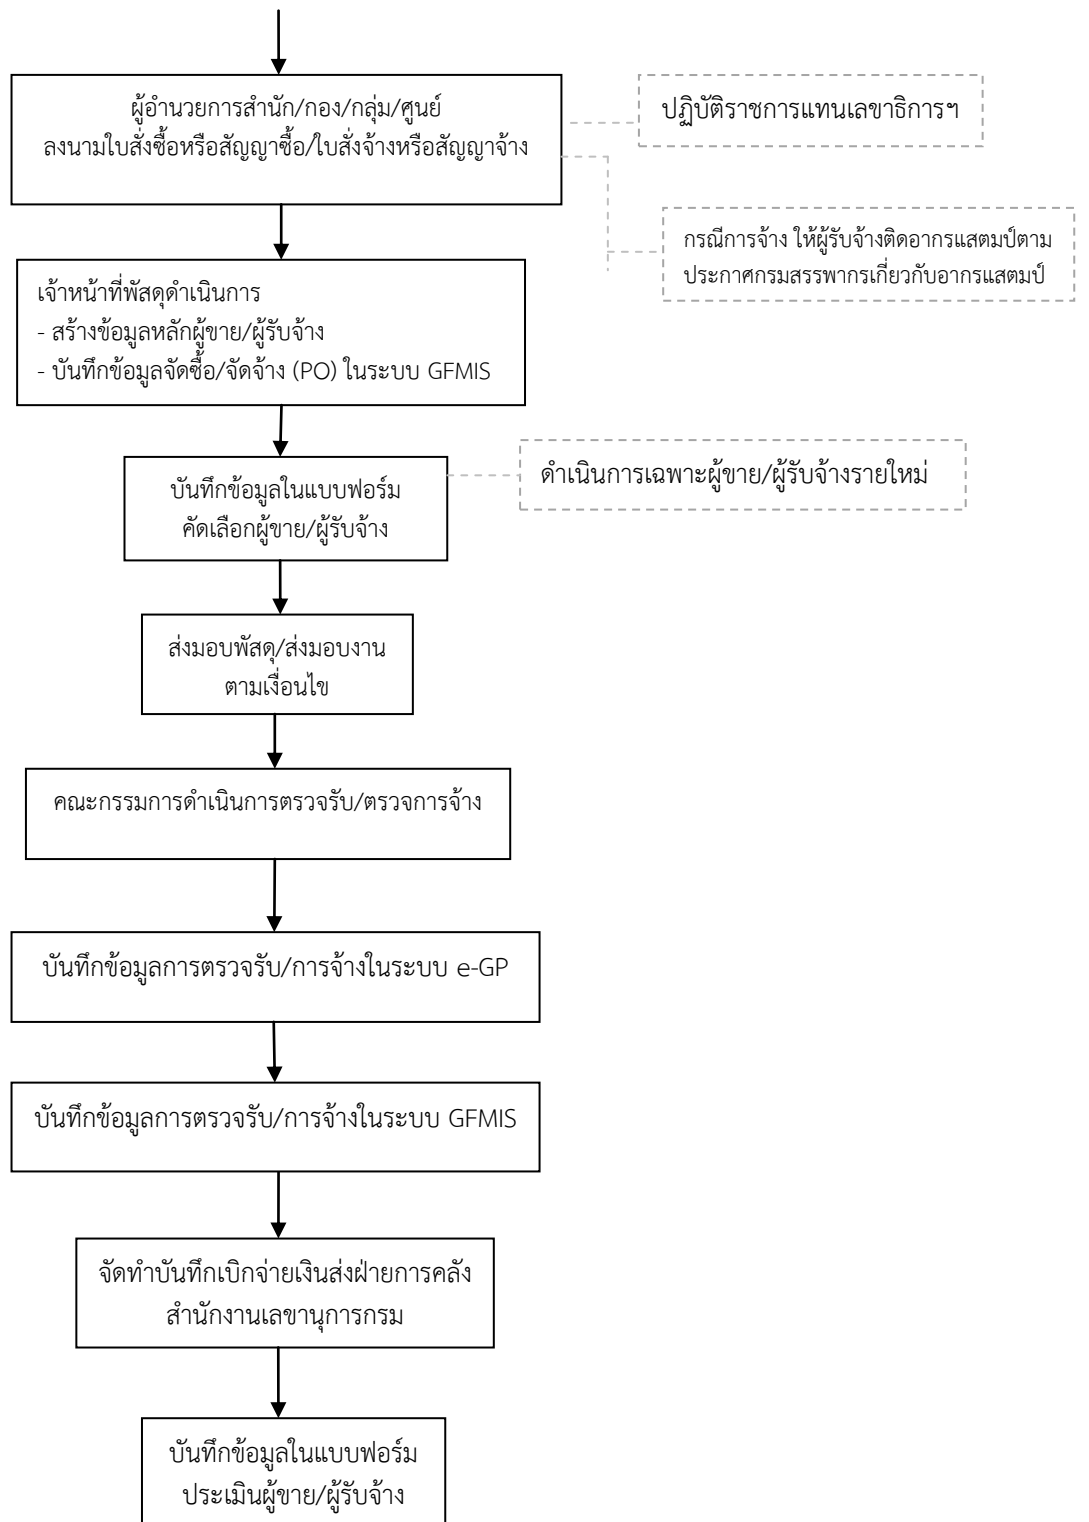 ผู้อำนวยการสำนัก/กอง/กลุ่ม/ศูนย์
ลงนามใบสั่งซื้อหรือสัญญาซื้อ/ใบสั่งจ้างหรือสัญญาจ้าง
ปฏิบัติราชการแทนเลขาธิการฯ
กรณีการจ้าง ให้ผู้รับจ้างติดอากรแสตมป์ตาม
ประกาศกรมสรรพากรเกี่ยวกับอากรแสตมป์
เจ้าหน้าที่พัสดุดำเนินการ
- สร้างข้อมูลหลักผู้ขาย/ผู้รับจ้าง
- บันทึกข้อมูลจัดซื้อ/จัดจ้าง (PO) ในระบบ GFMIS
บันทึกข้อมูลในแบบฟอร์ม
คัดเลือกผู้ขาย/ผู้รับจ้าง
ดำเนินการเฉพาะผู้ขาย/ผู้รับจ้างรายใหม่
ส่งมอบพัสดุ/ส่งมอบงาน
ตามเงื่อนไข
คณะกรรมการดำเนินการตรวจรับ/ตรวจการจ้าง
บันทึกข้อมูลการตรวจรับ/การจ้างในระบบ e-GP
บันทึกข้อมูลการตรวจรับ/การจ้างในระบบ GFMIS
จัดทำบันทึกเบิกจ่ายเงินส่งฝ่ายการคลัง
สำนักงานเลขานุการกรม
บันทึกข้อมูลในแบบฟอร์ม
ประเมินผู้ขาย/ผู้รับจ้าง